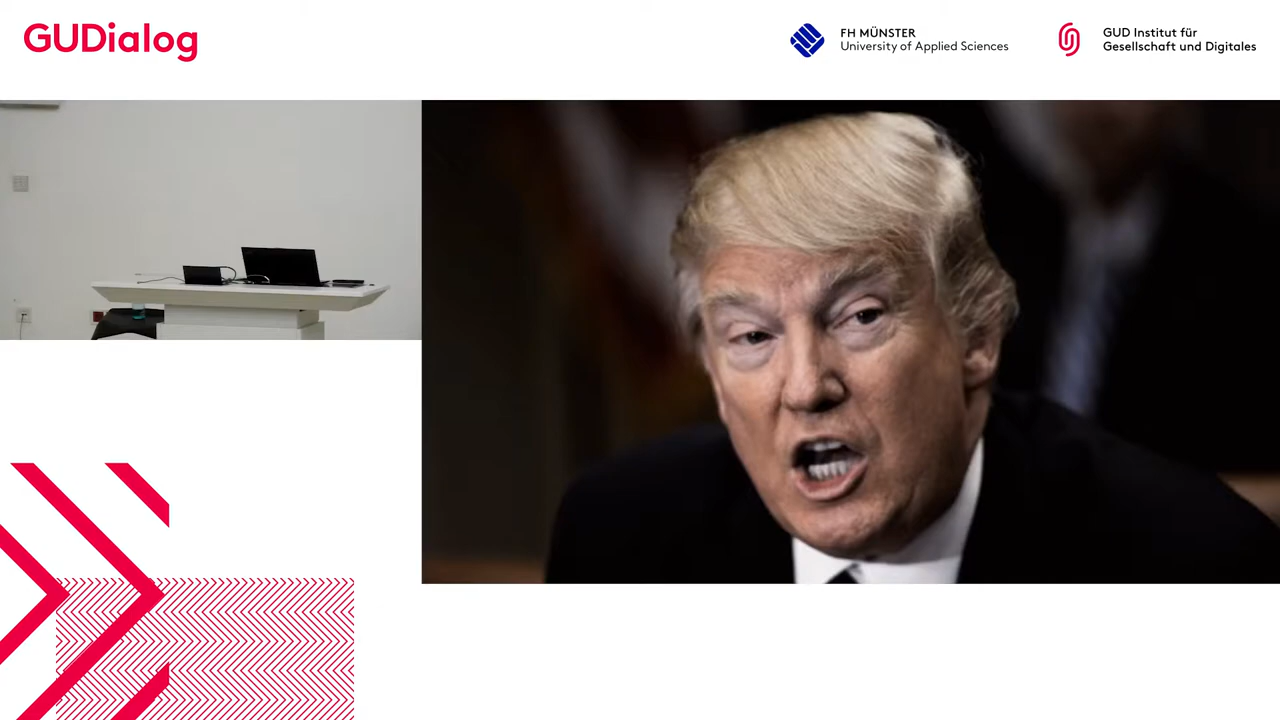 GUDialog
FH MÜNSTER
University of Applied Sciences
GUD Institut für
Gesellschaft und Digitales